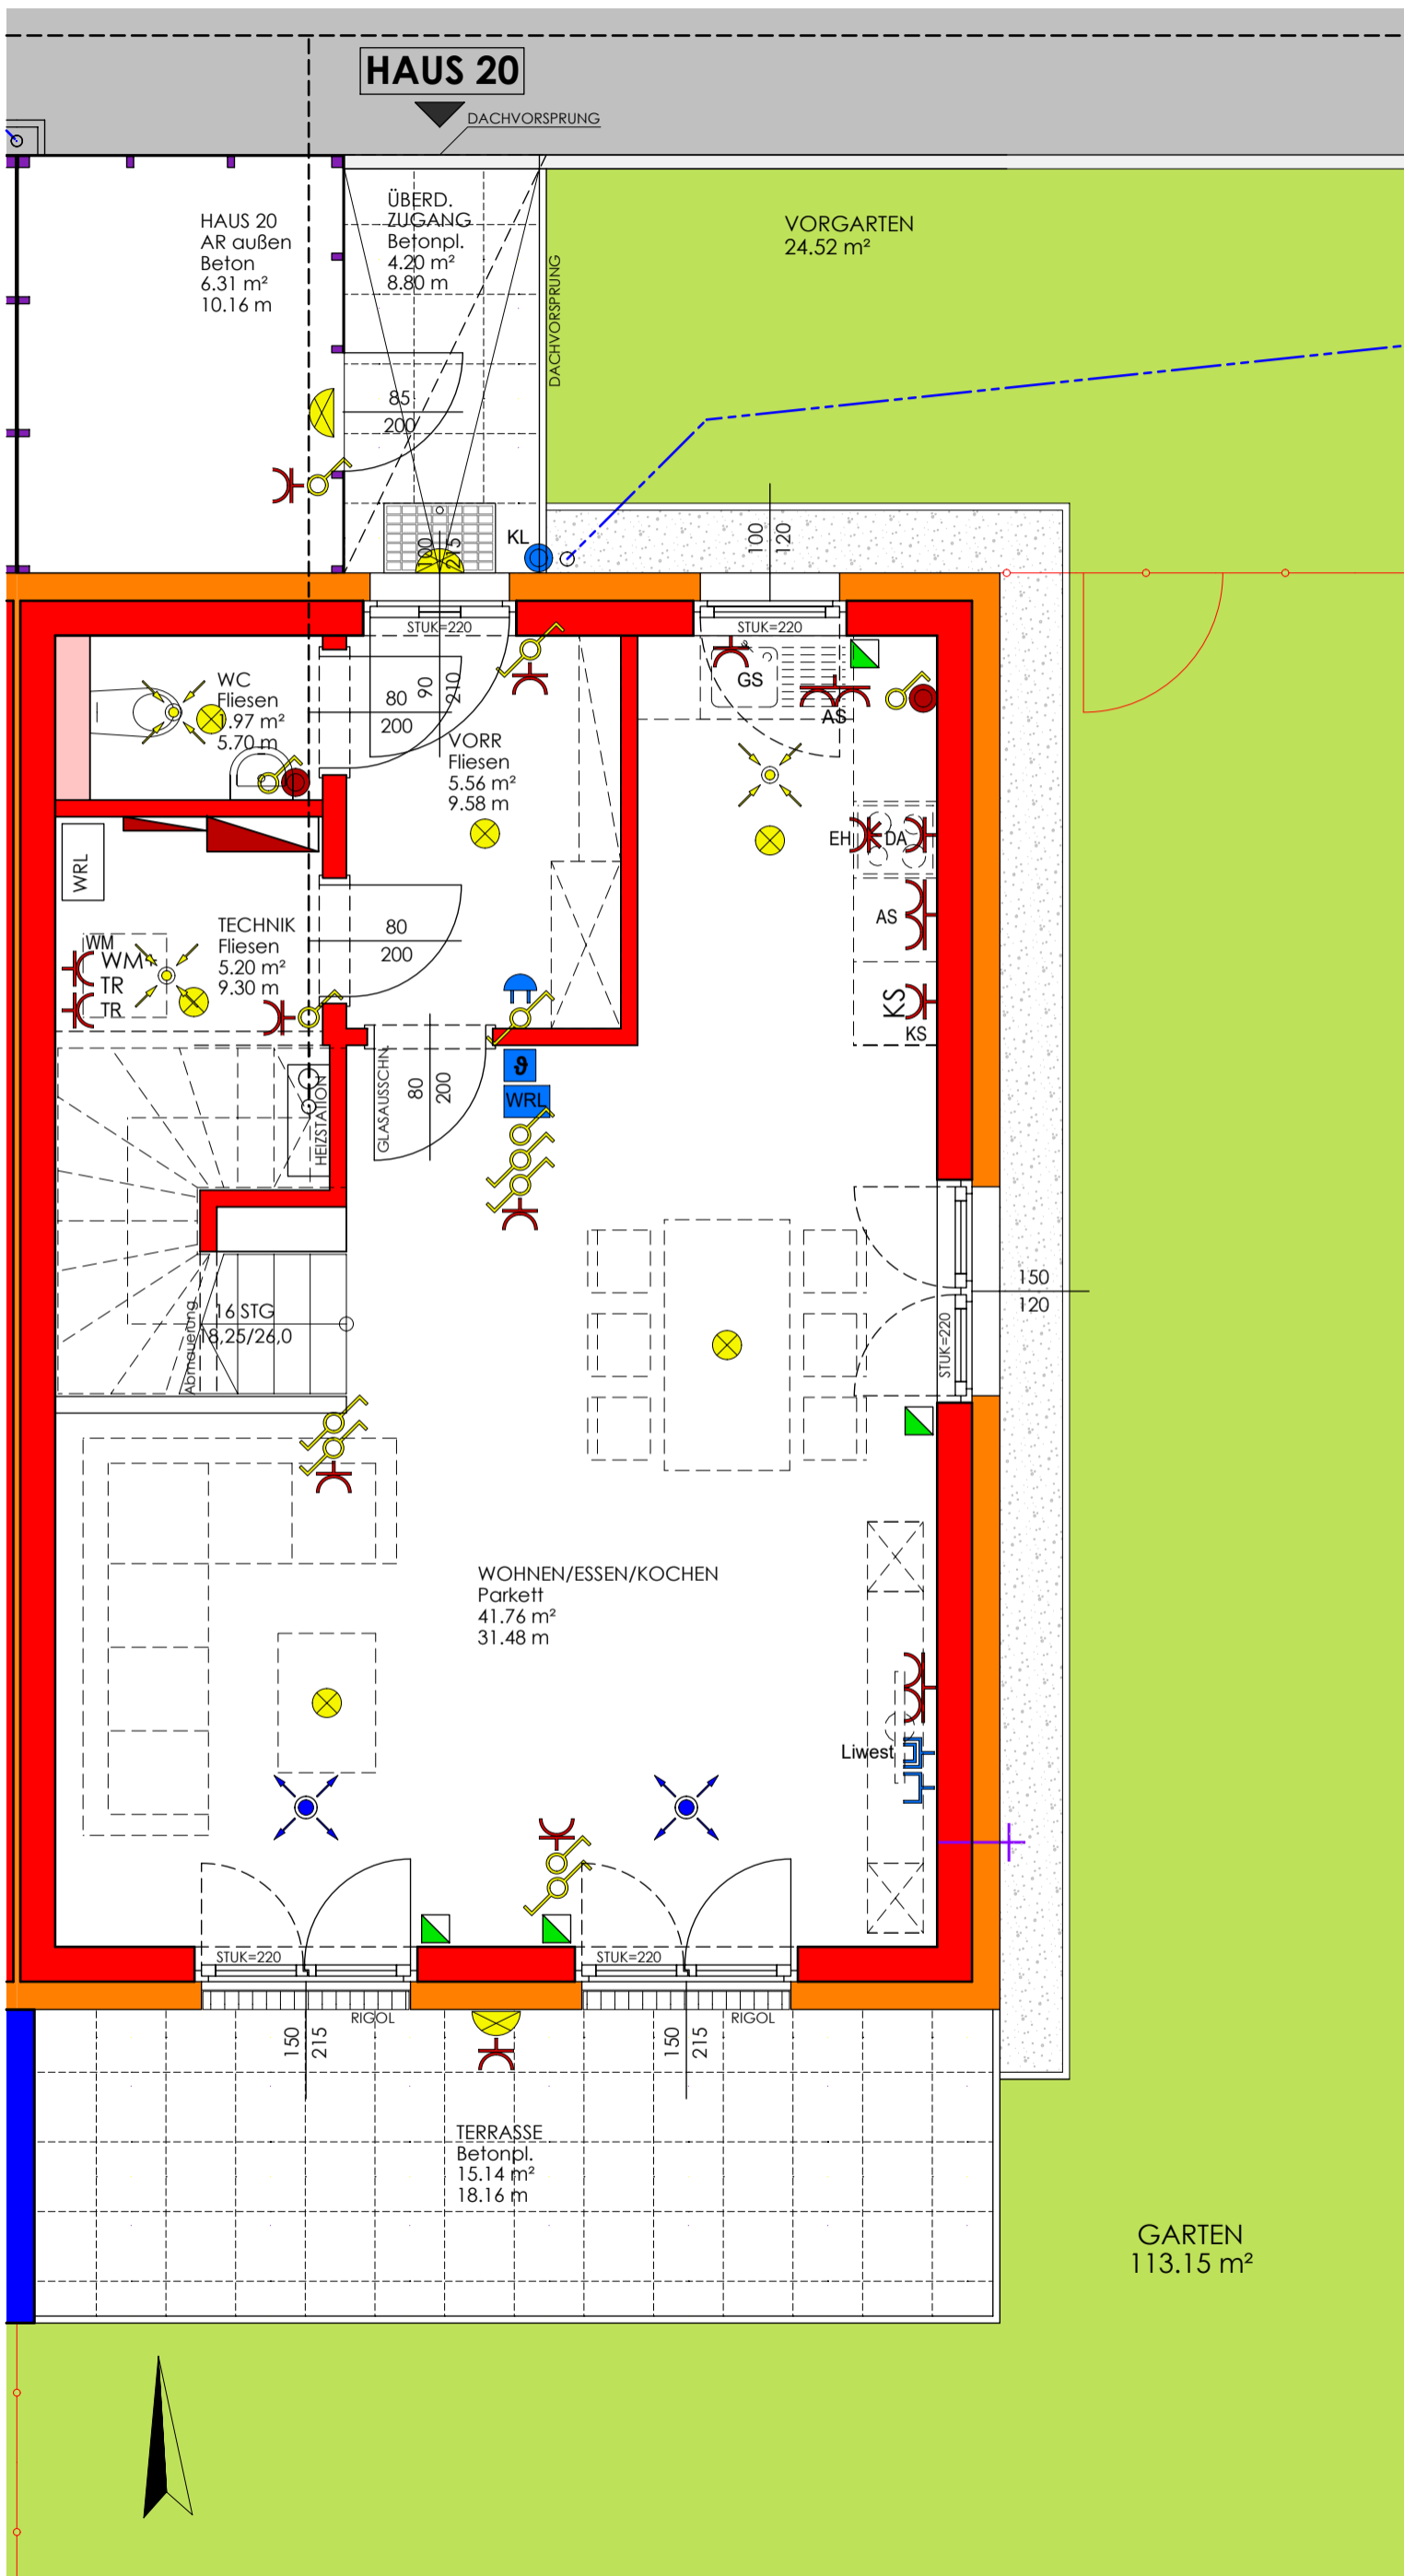 HAUS 20
DACHVORSPRUNG
HAUS 20
AR außen
Beton
6.31 m²
10.16 m
ÜBERD.
ZUGANG
Betonpl.
4.20 m²
8.80 m
VORGARTEN
24.52 m²
DACHVORSPRUNG
85
200
KL
100
215
100
120
STUK=220
STUK=220
WC
Fliesen
1.97 m²
5.70 m
80
200
90
210
GS
AS
VORR
Fliesen
5.56 m²
9.58 m
EH
DA
WRL
AS
TECHNIK
Fliesen
5.20 m²
9.30 m
80
200
WM
WM+
TR
TR
KS
KS
HEIZSTATION
GLASAUSSCHN.
80
200
ϑ
WRL
150
120
STUK=220
Abmauerung
16 STG
18,25/26,0
WOHNEN/ESSEN/KOCHEN
Parkett
41.76 m²
31.48 m
Liwest
STUK=220
STUK=220
RIGOL
RIGOL
150
215
150
215
TERRASSE
Betonpl.
15.14 m²
18.16 m
GARTEN
113.15 m²